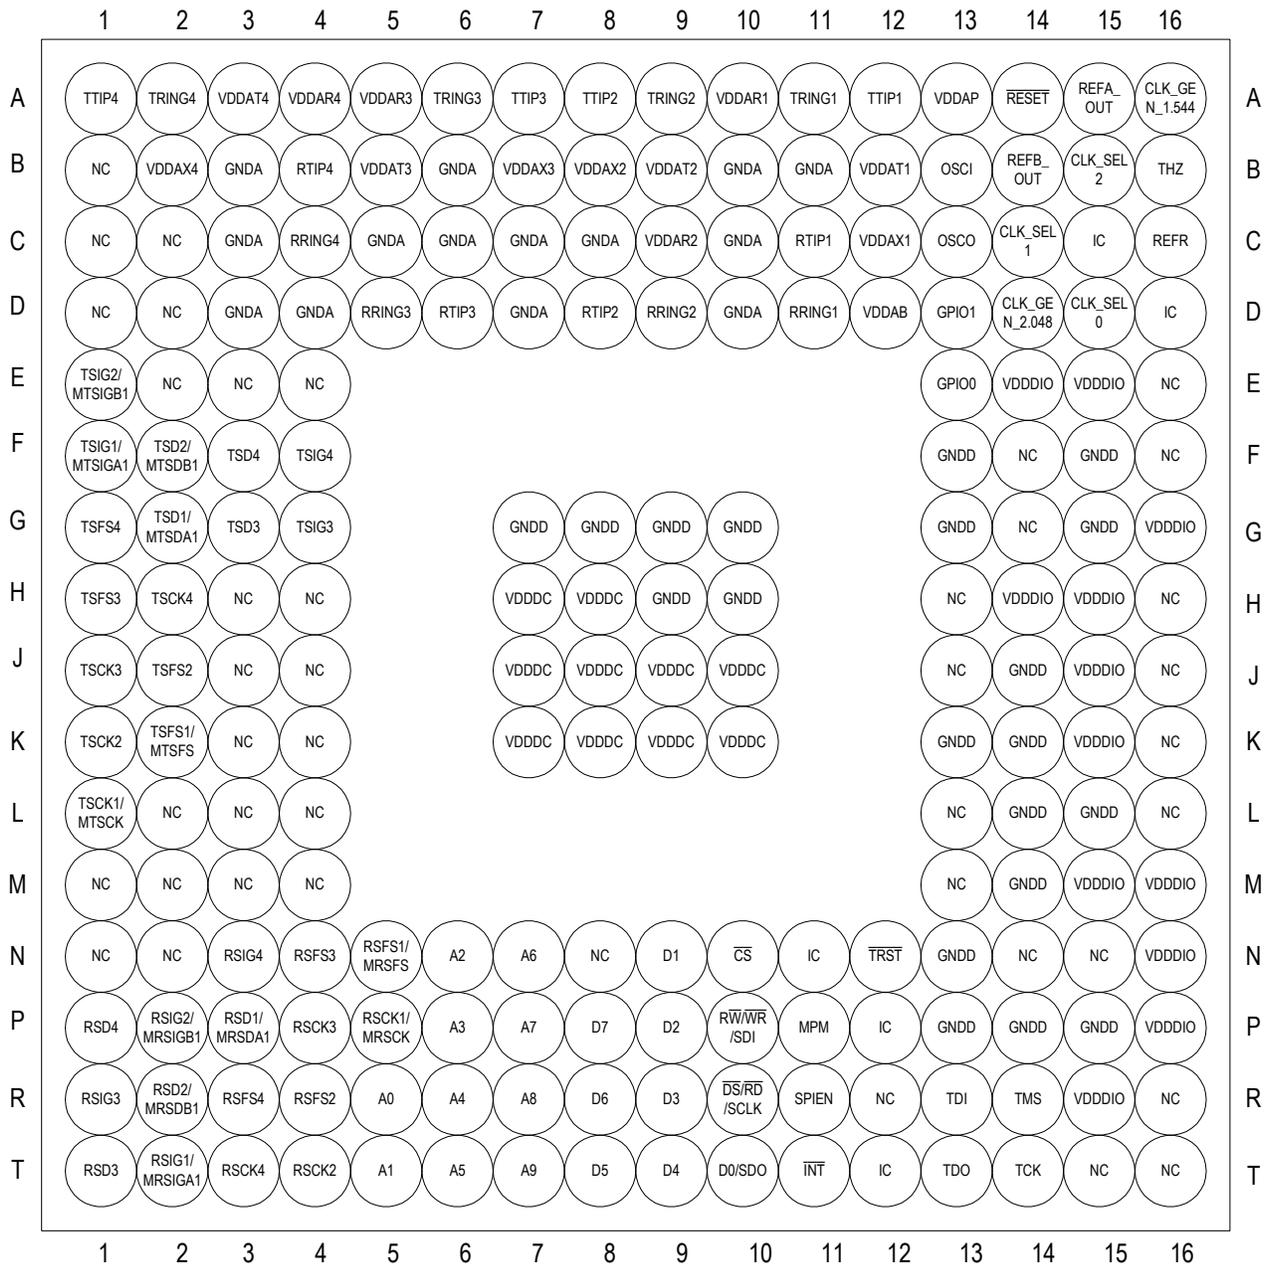 1 2 3 4 5 6 7 8 9 10 11 12 13 14 15 16
A TTIP4 TRING4 VDDAT4 VDDAR4 VDDAR3 TRING3 TTIP3 TTIP2 TRING2 VDDAR1 TRING1 TTIP1 VDDAP RESET REFA_ OUT CLK_GE N_1.544 A
B NC VDDAX4 GNDA RTIP4 VDDAT3 GNDA VDDAX3 VDDAX2 VDDAT2 GNDA GNDA VDDAT1 OSCI REFB_ OUT CLK_SEL 2 THZ B
C NC NC GNDA RRING4 GNDA GNDA GNDA GNDA VDDAR2 GNDA RTIP1 VDDAX1 OSCO CLK_SEL 1 IC REFR C
D NC NC GNDA GNDA RRING3 RTIP3 GNDA RTIP2 RRING2 GNDA RRING1 VDDAB GPIO1 CLK_GE N_2.048 CLK_SEL 0 IC D
E TSIG2/ MTSIGB1 NC NC NC GPIO0 VDDDIO VDDDIO NC E
F TSIG1/ MTSIGA1 TSD2/ MTSDB1 TSD4 TSIG4 GNDD NC GNDD NC F
G TSFS4 TSD1/ MTSDA1 TSD3 TSIG3 GNDD GNDD GNDD GNDD GNDD NC GNDD VDDDIO G
H TSFS3 TSCK4 NC NC VDDDC VDDDC GNDD GNDD NC VDDDIO VDDDIO NC H
J TSCK3 TSFS2 NC NC VDDDC VDDDC VDDDC VDDDC NC GNDD VDDDIO NC J
K TSCK2 TSFS1/ MTSFS NC NC VDDDC VDDDC VDDDC VDDDC GNDD GNDD VDDDIO NC K
L TSCK1/ MTSCK NC NC NC NC GNDD GNDD NC L
M NC NC NC NC NC GNDD VDDDIO VDDDIO M
N NC NC RSIG4 RSFS3 RSFS1/ MRSFS A2 A6 NC D1 CS IC TRST GNDD NC NC VDDDIO N
P RSD4 RSIG2/ MRSIGB1 RSD1/ MRSDA1 RSCK3 RSCK1/ MRSCK A3 A7 D7 D2 RW/WR /SDI MPM IC GNDD GNDD GNDD VDDDIO P
R RSIG3 RSD2/ MRSDB1 RSFS4 RSFS2 A0 A4 A8 D6 D3 DS/RD /SCLK SPIEN NC TDI TMS VDDDIO NC R
T RSD3 RSIG1/ MRSIGA1 RSCK4 RSCK2 A1 A5 A9 D5 D4 D0/SDO INT IC TDO TCK NC NC T
1 2 3 4 5 6 7 8 9 10 11 12 13 14 15 16